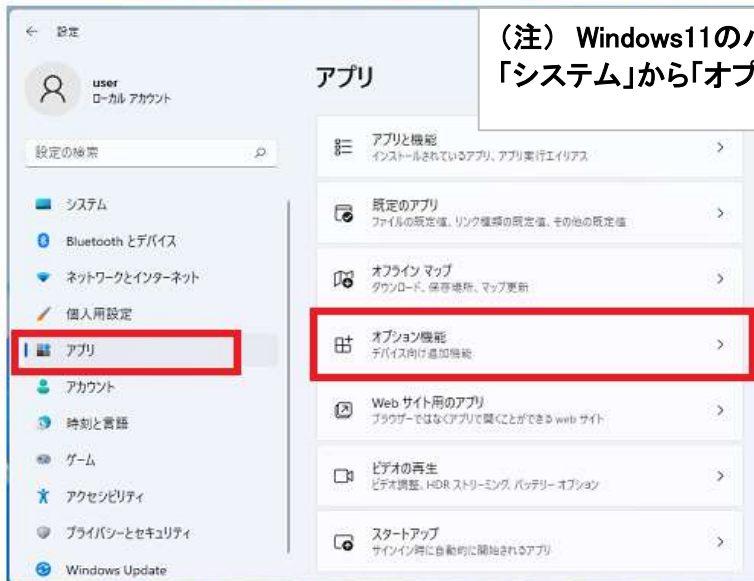 ← 設定
user
ローカル アカウント
設定の検索
システム
Bluetooth とデバイス
ネットワークとインターネット
個人用設定
アプリ
アカウント
時刻と言語
ゲーム
アクセシビリティ
プライバシーとセキュリティ
Windows Update
アプリ
（注） Windows11の
「システム」から「オプ
アプリと機能
インストールされているアプリ、アプリ実行エイリアス
既定のアプリ
ファイルの既定値、リンク種類の既定値、その他の既定値
オフライン マップ
ダウンロード、保存場所、マップ更新
オプション機能
デバイス向け追加機能
Web サイト用のアプリ
ブラウザーではなくアプリで開くことができる web サイト
ビデオの再生
ビデオ調整、HDR ストリーミング、バッテリー オプション
スタートアップ
サインイン時に自動的に開始されるアプリ